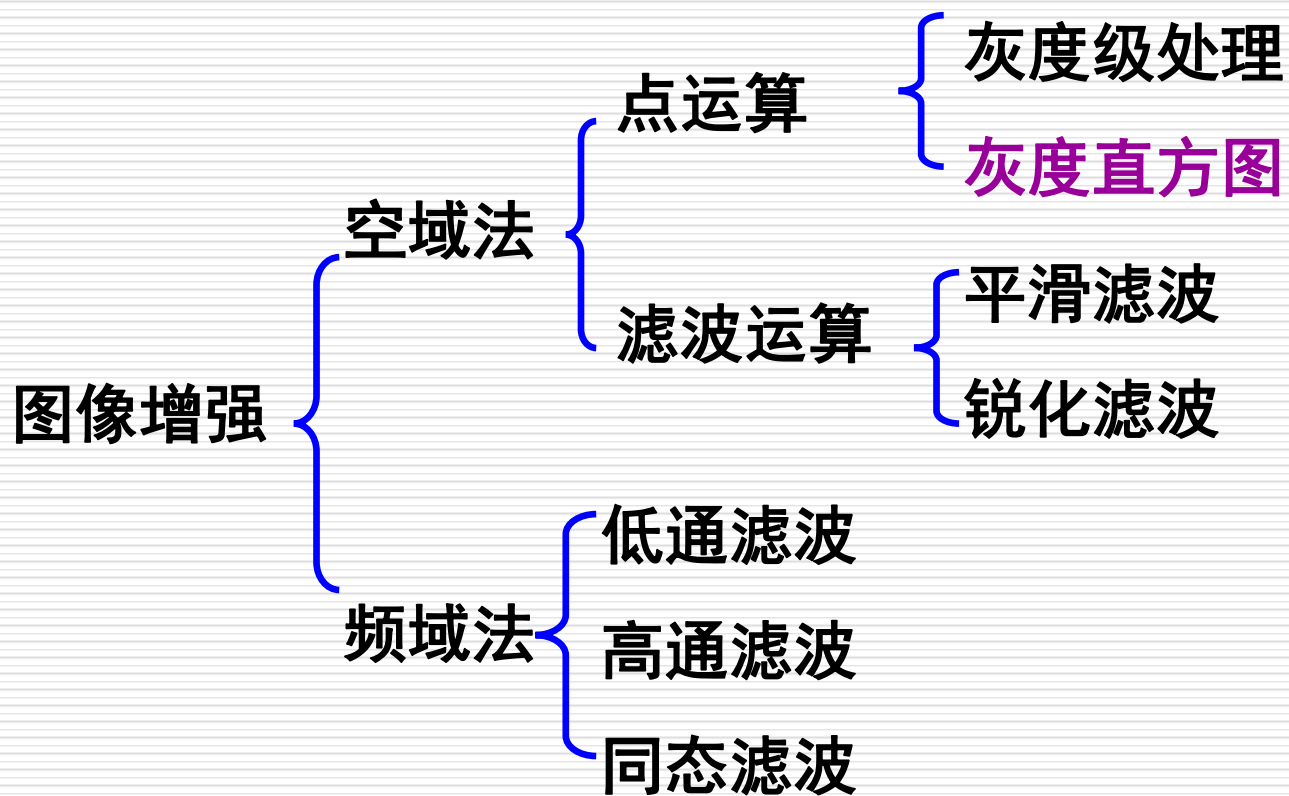 灰度级处理
点运算
灰度直方图
空域法
平滑滤波
滤波运算
锐化滤波
图像增强
低通滤波
频域法
高通滤波
同态滤波